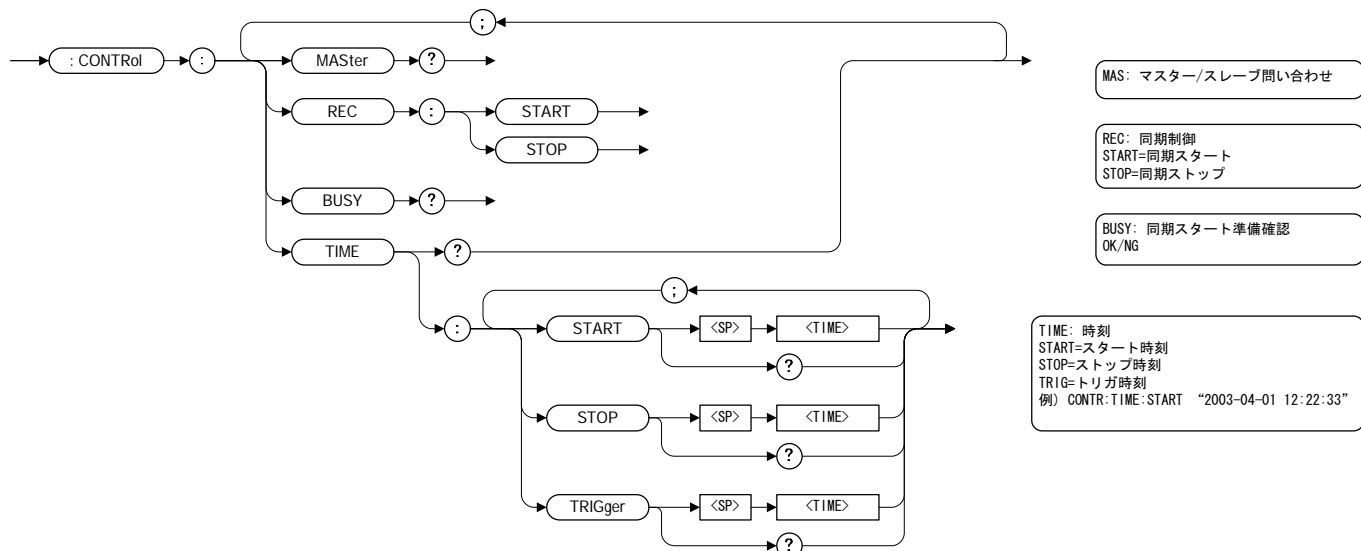 ;
: CONTRol : MASter ?
REC : START
STOP
BUSY ?
TIME ?
;
: START <SP> <TIME>
?
STOP <SP> <TIME>
?
TRIGger <SP> <TIME>
?
MAS: マスター/スレーブ問い合わせ
REC: 同期制御
START=同期スタート
STOP=同期ストップ
BUSY: 同期スタート準備確認
OK/NG
TIME: 時刻
START=スタート時刻
STOP=ストップ時刻
TRIG=トリガ時刻
例) CONTR:TIME:START “2003-04-01 12:22:33”